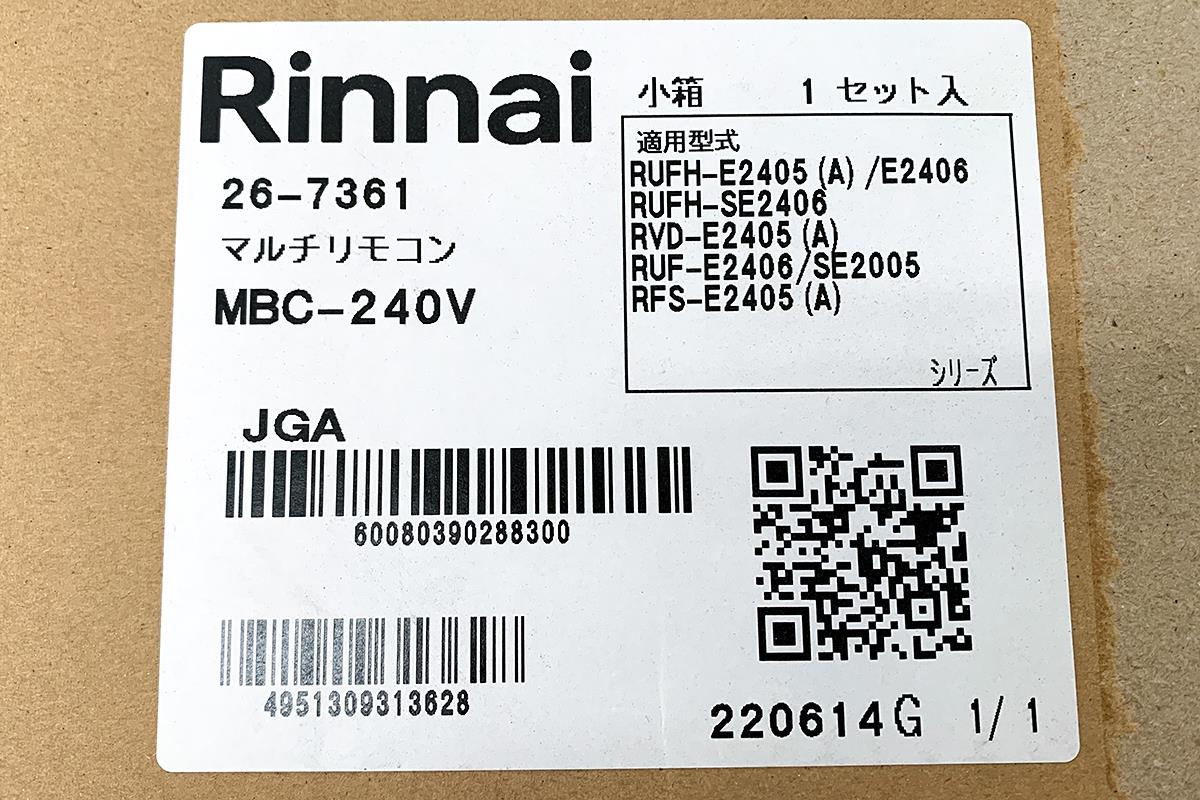 Rinnai
26-7361
マルチリモコン
MBC-240V
小箱 1 セット入
適用型式
RUFH-E2405(A)/E2406
RUFH-SE2406
RVD-E2405(A)
RUF-E2406/SE2005
RFS-E2405(A)
シリーズ
JGA
60080390288300
4951309313628
220614G 1/1